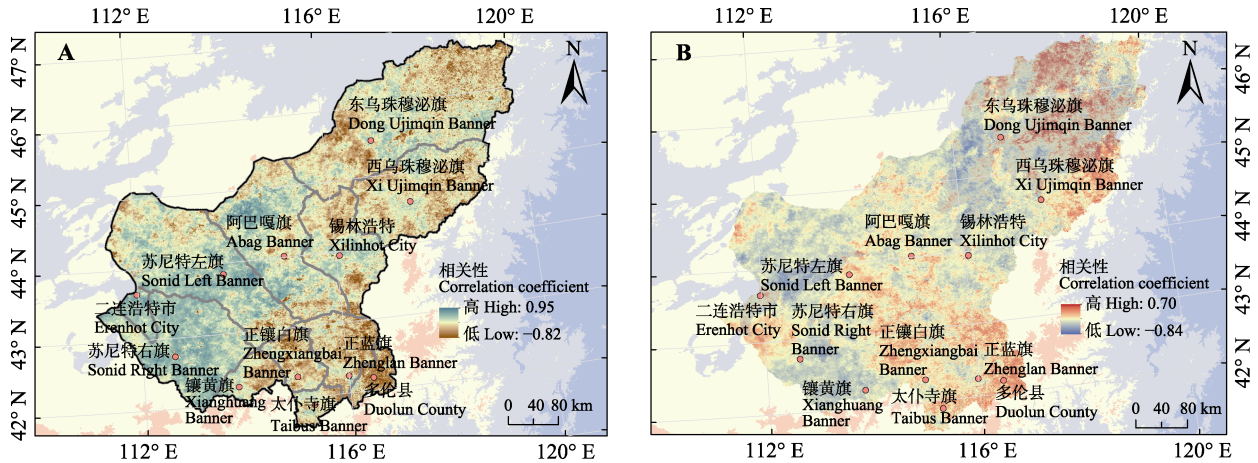 112° E
116° E
120° E
A
N
47° N
46° N
45° N
44° N
43° N
42° N
东乌珠穆泌旗
Dong Ujimqin Banner
西乌珠穆泌旗
Xi Ujimqin Banner
阿巴嘎旗
Abag Banner
锡林浩特
Xilinhot City
苏尼特左旗
Sonid Left Banner
二连浩特市
Erenhot City
苏尼特右旗
Sonid Right Banner
正镶白旗
Zhengxiangbai
Banner
正蓝旗
Zhenglan Banner
镶黄旗
Xianghuang
Banner
太仆寺旗
Taibus Banner
多伦县
Duolun County
相关性
Correlation coefficient
高 High: 0.95
低 Low: −0.82
0 40 80 km
112° E
116° E
120° E
112° E
116° E
120° E
B
N
46° N
45° N
44° N
43° N
42° N
东乌珠穆泌旗
Dong Ujimqin Banner
西乌珠穆泌旗
Xi Ujimqin Banner
阿巴嘎旗
Abag Banner
锡林浩特
Xilinhot City
苏尼特左旗
Sonid Left Banner
二连浩特市
Erenhot City
苏尼特右旗
Sonid Right
Banner
正镶白旗
Zhengxiangbai
Banner
正蓝旗
Zhenglan Banner
镶黄旗
Xianghuang
Banner
太仆寺旗
Taibus Banner
多伦县
Duolun County
相关性
Correlation coefficient
高 High: 0.70
低 Low: −0.84
0 40 80 km
112° E
116° E
120° E